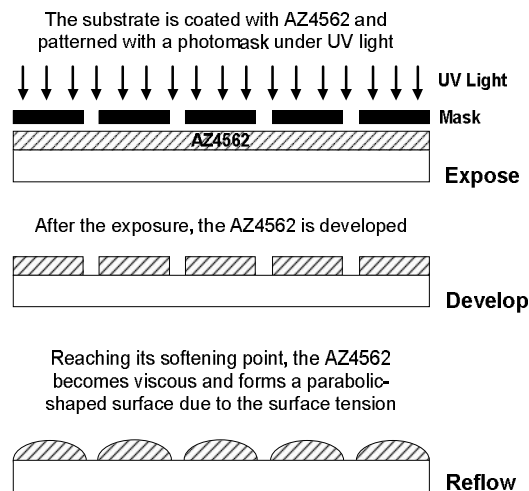 The substrate is coated with AZ4562 and
patterned with a photomask under UV light
UV Light
Mask
AZ4562
Expose
After the exposure, the AZ4562 is developed
Develop
Reaching its softening point, the AZ4562
becomes viscous and forms a parabolic-
shaped surface due to the surface tension
Reflow